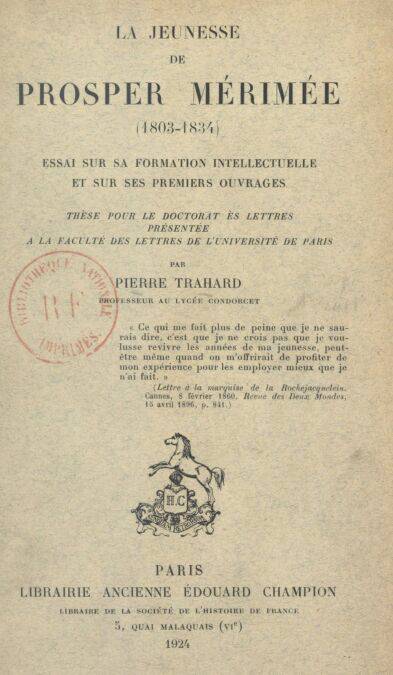 LA JEUNESSE
DE
PROSPER MÉRIMÉE
(1803-1834)
ESSAI SUR SA FORMATION INTELLECTUELLE
ET SUR SES PREMIERS OUVRAGES
THÈSE POUR LE DOCTORAT ÈS LETTRES
PRÉSENTÉE
A LA FACULTÉ DES LETTRES DE L'UNIVERSITÉ DE PARIS
PAR
PIERRE TRAHARD
PROFESSEUR AU LYCÉE CONDORCET
BIBLIOTHÈQUE NATIONALE
R F
IMPRIMÉS.
« Ce qui me fait plus de peine que je ne sau-
rais dire, c'est que je ne crois pas que je vou-
lusse revivre les années de ma jeunesse, peut-
être même quand on m'offrirait de profiter de
mon expérience pour les employer mieux que je
n'ai fait. »
(Lettre à la marquise de la Rochejacquelein.
Cannes, 8 février 1860, Revue des Deux Mondes,
15 avril 1896, p. 841.)
H.C
PARIS
LIBRAIRIE ANCIENNE ÉDOUARD CHAMPION
LIBRAIRE DE LA SOCIÉTÉ DE L'HISTOIRE DE FRANCE
5, QUAI MALAQUAIS (VIe)
1924